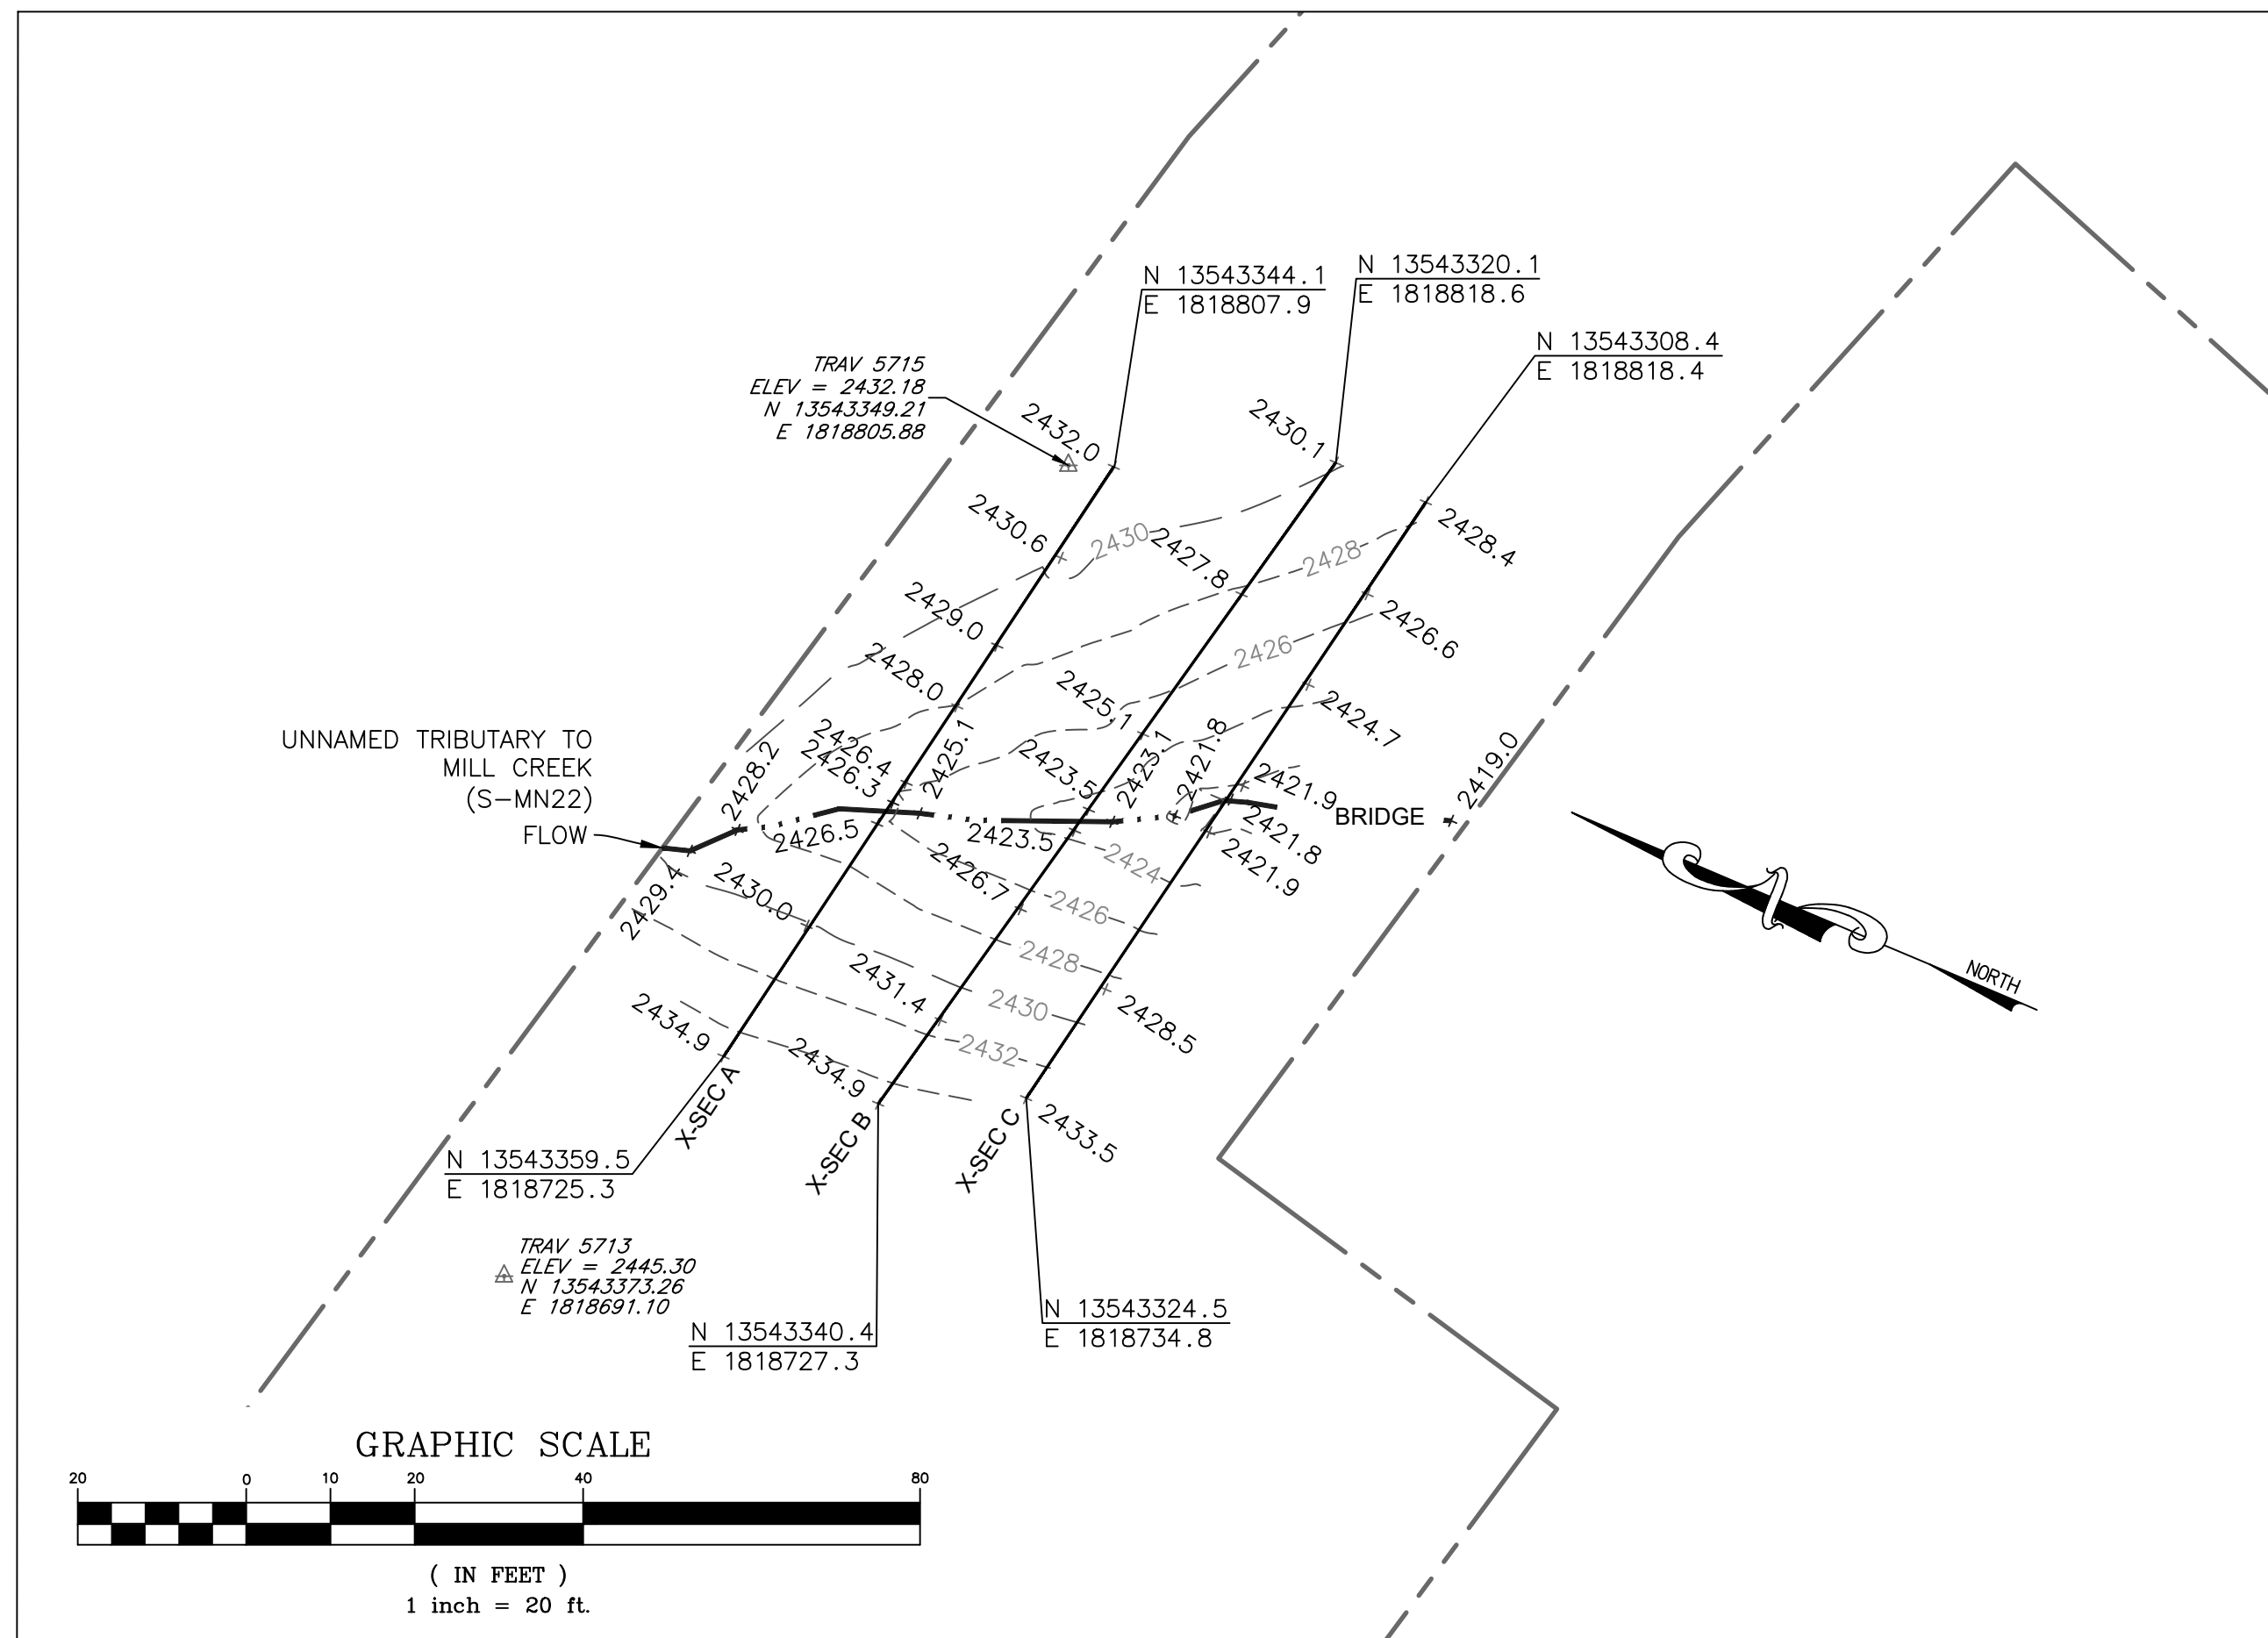 N 13543344.1
E 1818807.9
N 13543320.1
E 1818818.6
N 13543308.4
E 1818818.4
TRAV 5715
ELEV = 2432.18
N 13543349.21
E 1818805.88
2432.0
2430.1
2430.6
2430
2427.8
2428
2428.4
2429.0
2426
2426.6
2428.0
2425.1
2424.7
UNNAMED TRIBUTARY TO
MILL CREEK
(S-MN22)
FLOW
2428.2
2426.4
2426.3
2425.1
2423.5
2423.1
2421.8
2421.9
BRIDGE
2419.0
2426.5
2423.5
2421.8
2421.9
2424
2429.4
2430.0
2426.7
2426
2428
2431.4
2430
2428.5
2432
2434.9
2434.9
2433.5
X-SEC A
X-SEC B
X-SEC C
NORTH
N 13543359.5
E 1818725.3
TRAV 5713
ELEV = 2445.30
N 13543373.26
E 1818691.10
N 13543340.4
E 1818727.3
N 13543324.5
E 1818734.8
GRAPHIC SCALE
20 0 10 20 40 80
( IN FEET )
1 inch = 20 ft.